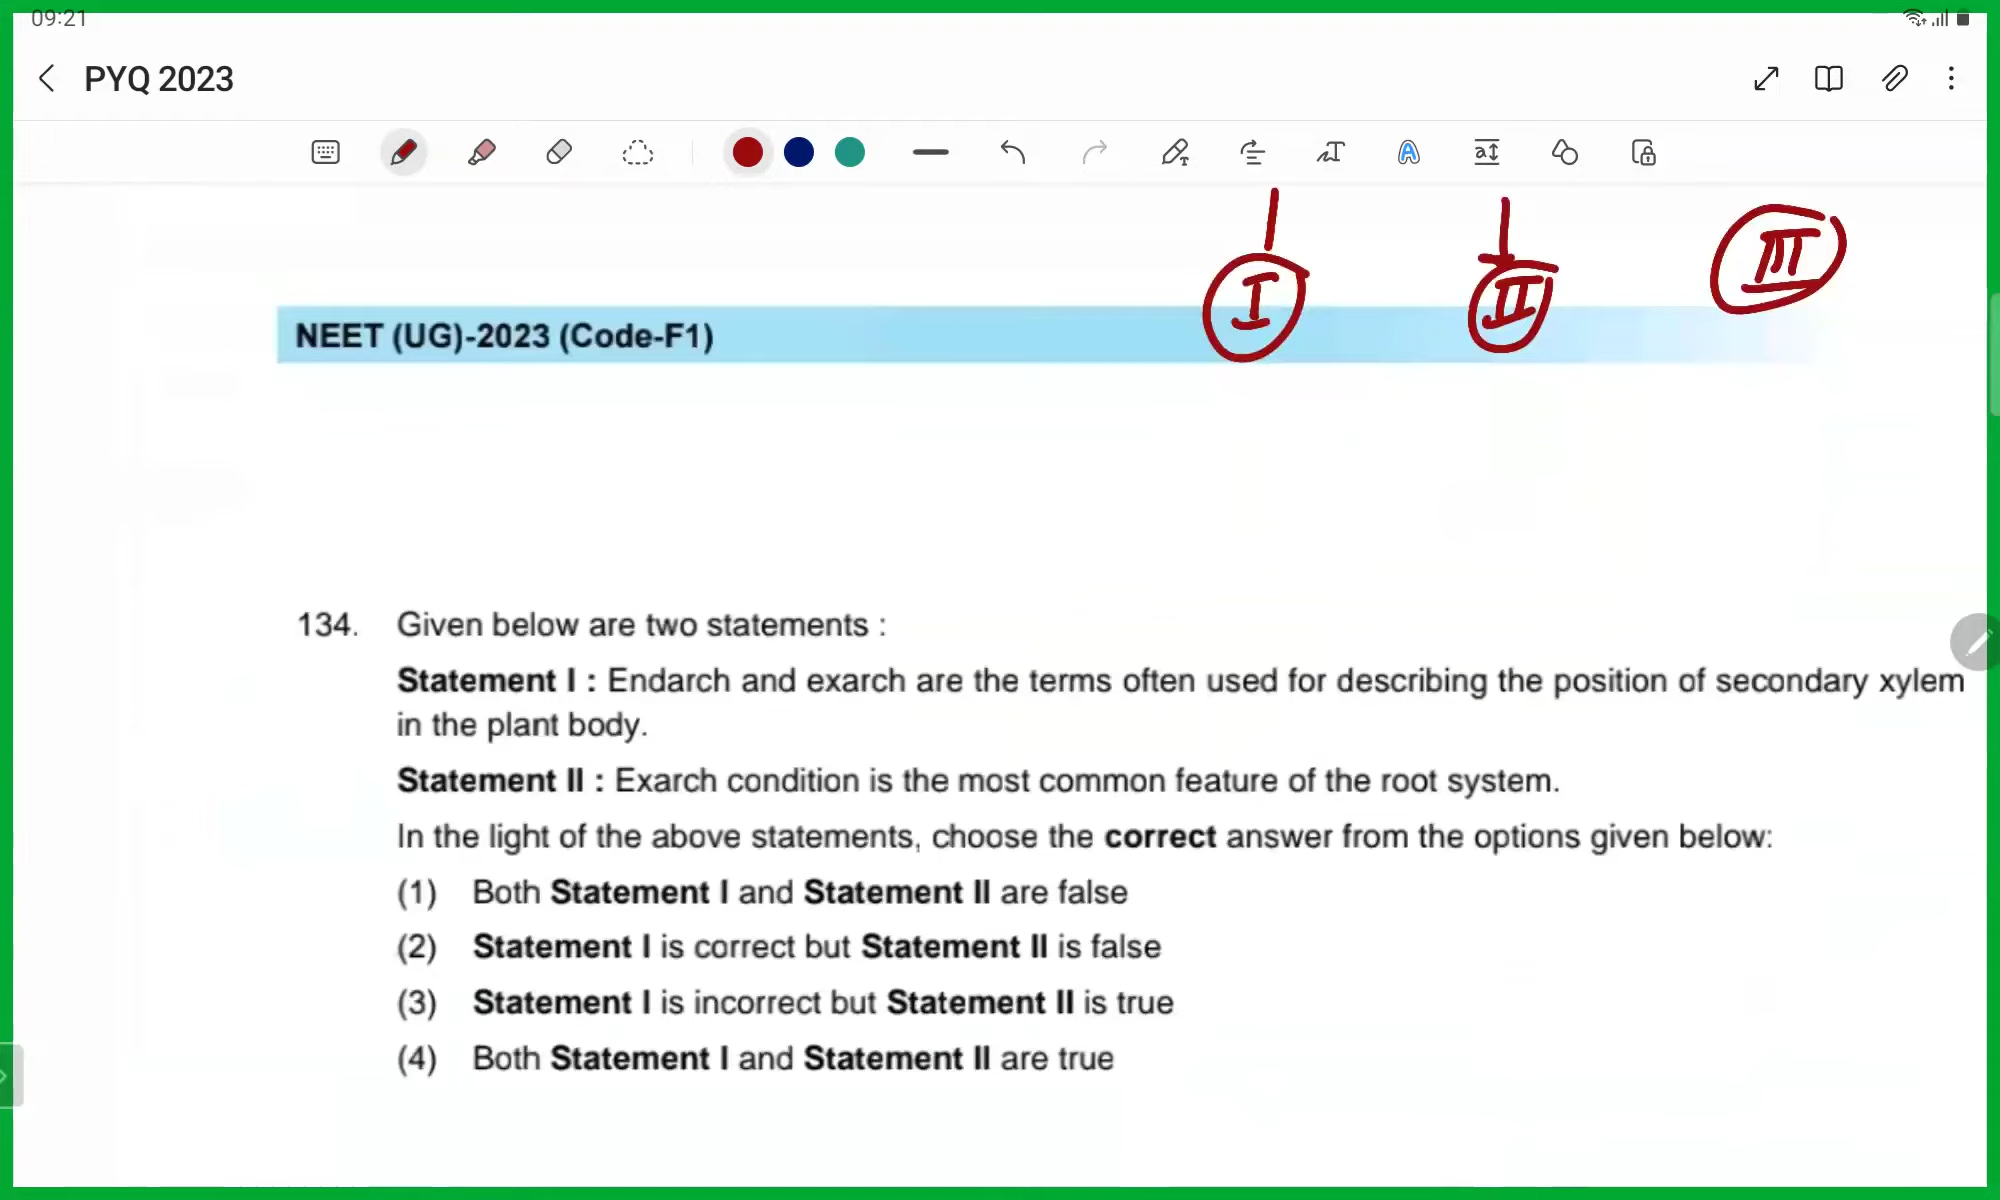 09:21
PYQ 2023
I
II
III
NEET (UG)-2023 (Code-F1)
134. Given below are two statements :
Statement I : Endarch and exarch are the terms often used for describing the position of secondary xylem
in the plant body.
Statement II : Exarch condition is the most common feature of the root system.
In the light of the above statements, choose the correct answer from the options given below:
(1) Both Statement I and Statement II are false
(2) Statement I is correct but Statement II is false
(3) Statement I is incorrect but Statement II is true
(4) Both Statement I and Statement II are true